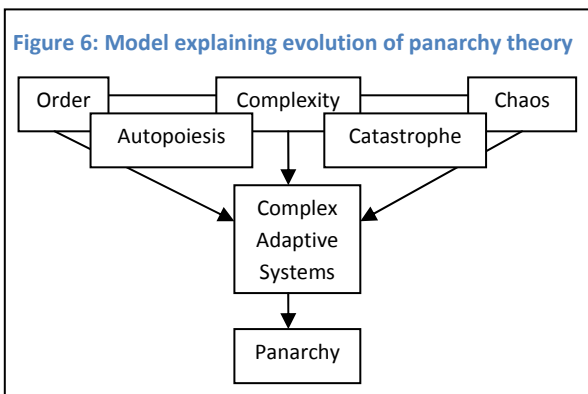 Figure 6: Model explaining evolution of panarchy theory
Order
Complexity
Chaos
Autopoiesis
Catastrophe
Complex
Adaptive
Systems
Panarchy